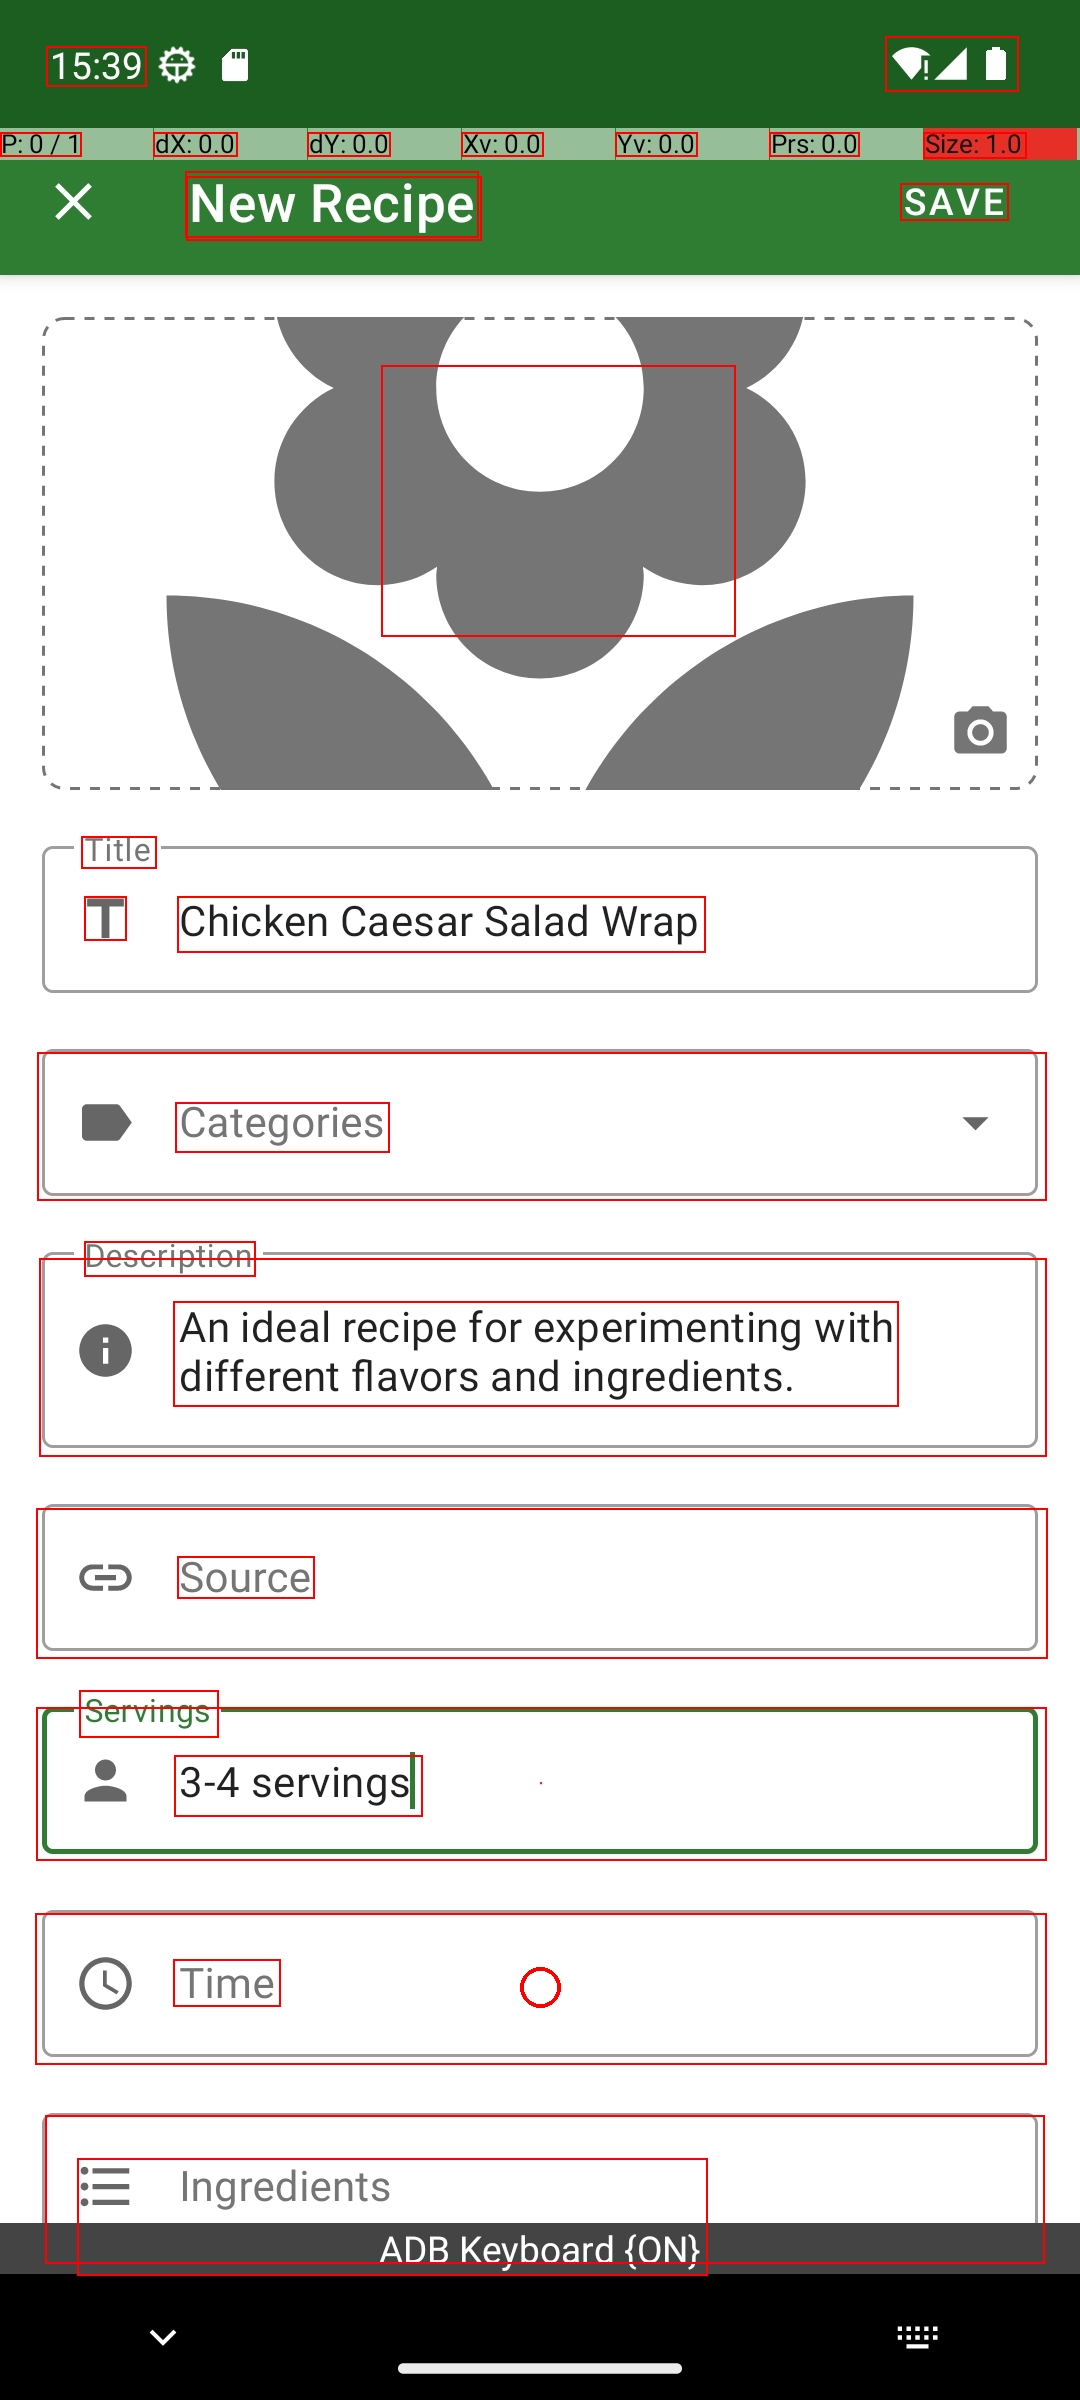 15:39
P: 0 / 1
dX: 0.0
dY: 0.0
Xv: 0.0
Yv: 0.0
Prs: 0.0
Size: 1.0
New Recipe
SAVE
Title
Chicken Caesar Salad Wrap
Categories
Description
An ideal recipe for experimenting with
different flavors and ingredients.
Source
Servings
3-4 servings
Time
Ingredients
ADB Keyboard {ON}